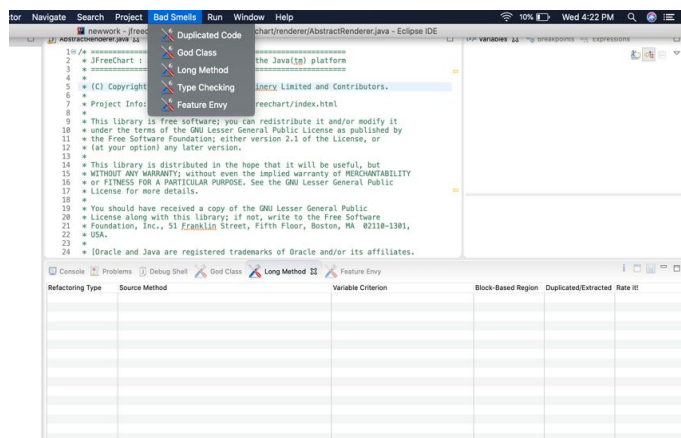 ctor Navigate Search Project Bad Smells Run Window Help 10% Wed 4:22 PM
newwork - jfreec chart/renderer/AbstractRenderer.java - Eclipse IDE
Duplicated Code
God Class
Long Method
Type Checking
Feature Envy
AbstractRenderer.java
Variables Breakpoints Expressions
1 /* ===========================================================
2 * JFreeChart : the Java(tm) platform
3 * ===========================================================
4 *
5 * (C) Copyright inery Limited and Contributors.
6 *
7 * Project Info: reechart/index.html
8 *
9 * This library is free software; you can redistribute it and/or modify it
10 * under the terms of the GNU Lesser General Public License as published by
11 * the Free Software Foundation; either version 2.1 of the License, or
12 * (at your option) any later version.
13 *
14 * This library is distributed in the hope that it will be useful, but
15 * WITHOUT ANY WARRANTY; without even the implied warranty of MERCHANTABILITY
16 * or FITNESS FOR A PARTICULAR PURPOSE. See the GNU Lesser General Public
17 * License for more details.
18 *
19 * You should have received a copy of the GNU Lesser General Public
20 * License along with this library; if not, write to the Free Software
21 * Foundation, Inc., 51 Franklin Street, Fifth Floor, Boston, MA 02110-1301,
22 * USA.
23 *
24 * [Oracle and Java are registered trademarks of Oracle and/or its affiliates.
Console Problems Debug Shell God Class Long Method Feature Envy
Refactoring Type Source Method Variable Criterion Block-Based Region Duplicated/Extracted Rate it!